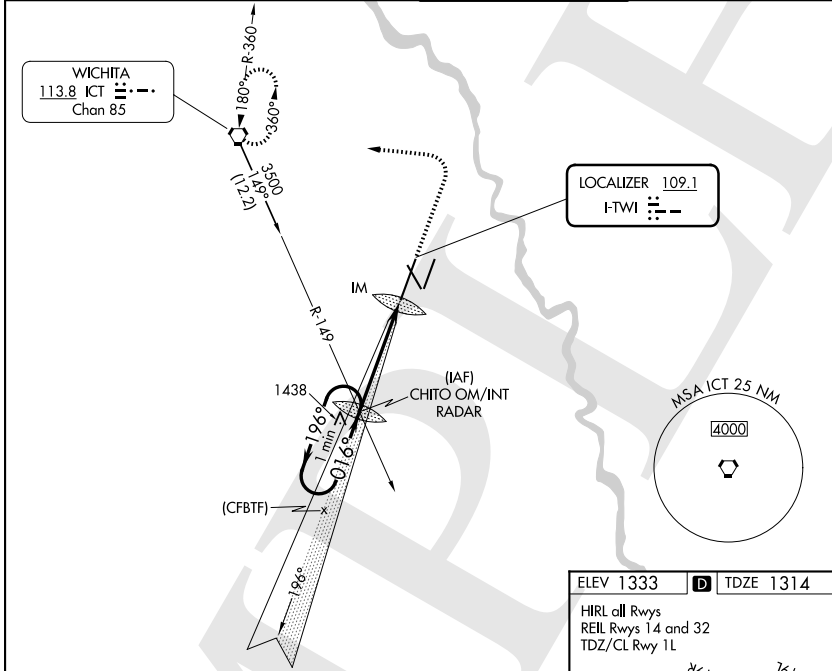 R-360
180°
360°
WICHITA
113.8 ICT
Chan 85
3500
149°
(12.2)
LOCALIZER 109.1
I-TWI
IM
R-149
(IAF)
CHITO OM/INT
RADAR
1438
196°
1 min
016°
MSA ICT 25 NM
4000
(CFBTF)
x
196°
ELEV 1333 D TDZE 1314
HIRL all Rwys
REIL Rwys 14 and 32
TDZ/CL Rwy 1L